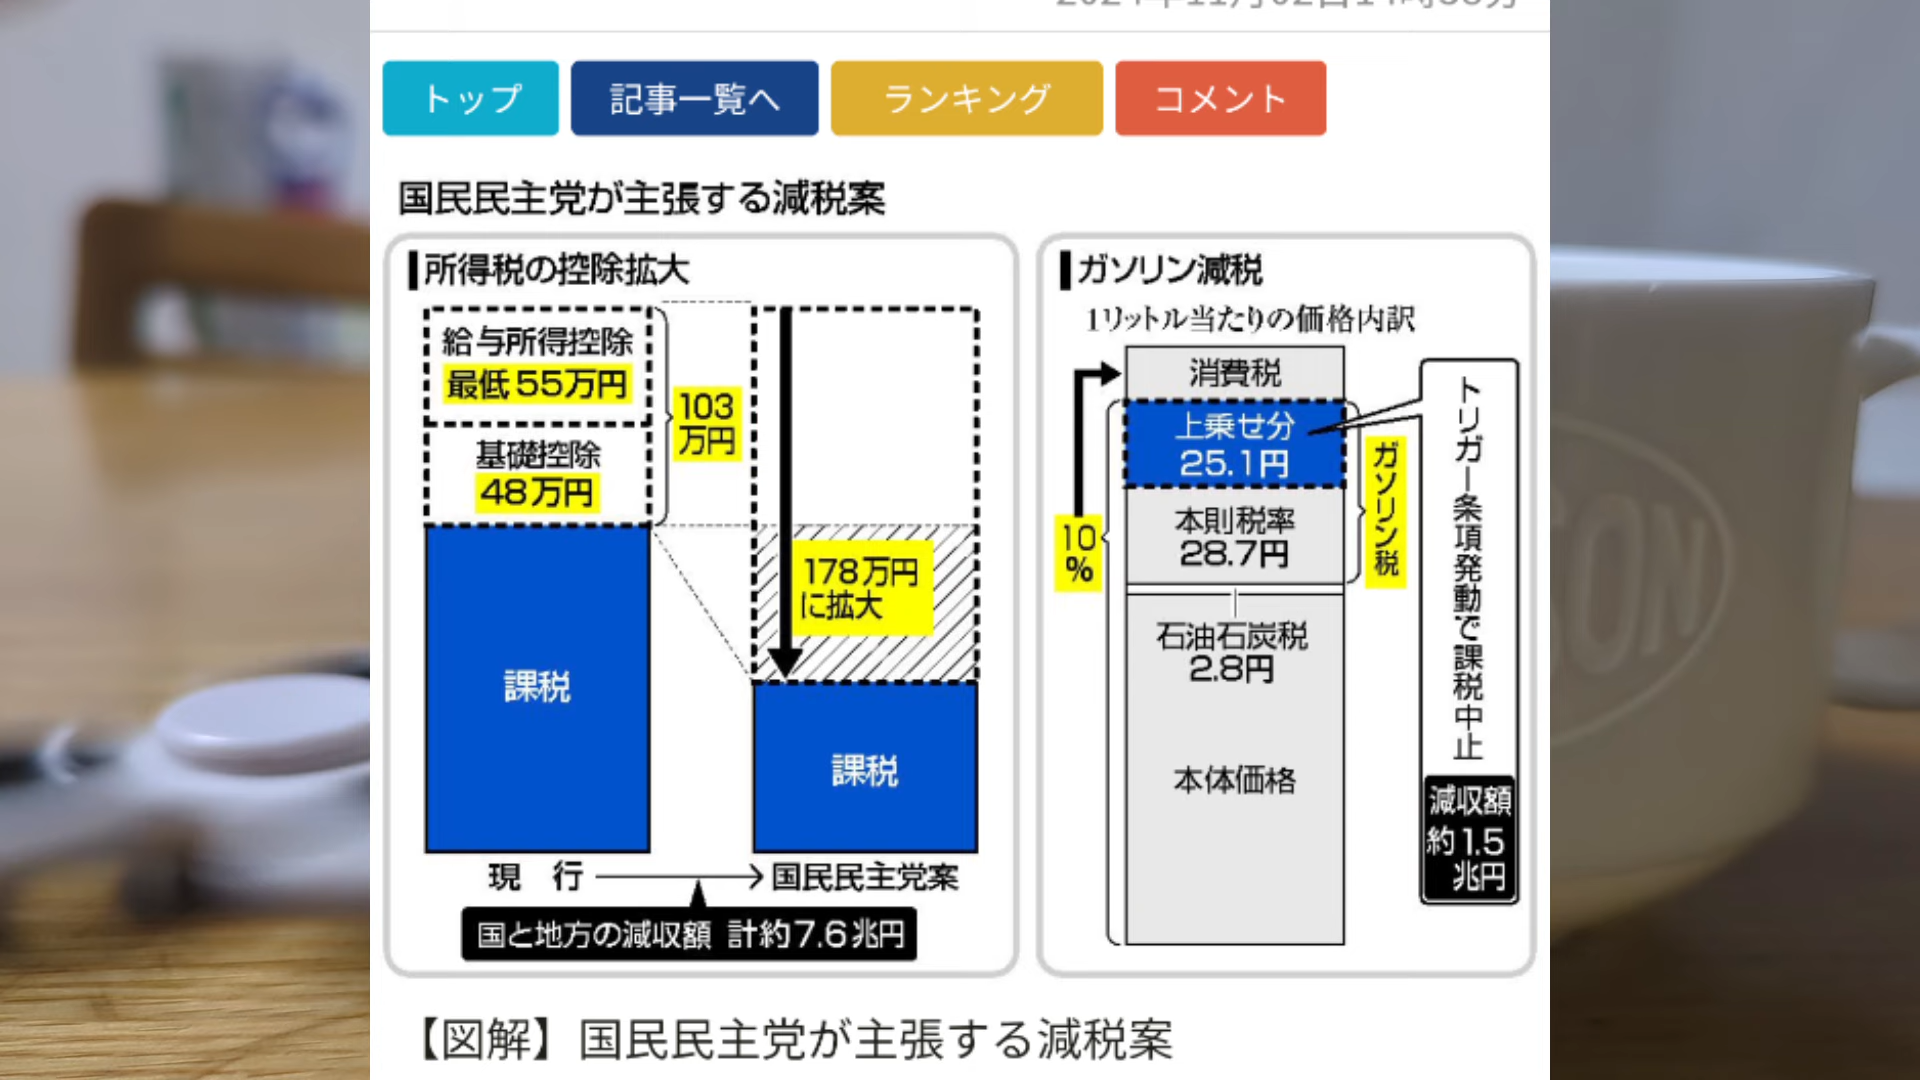 トップ
記事一覧へ
ランキング
コメント
国民民主党が主張する減税案
所得税の控除拡大
給与所得控除
最低55万円
基礎控除
48万円
103
万円
課税
178万円
に拡大
課税
現 行
国民民主党案
国と地方の減収額 計約7.6兆円
ガソリン減税
1リットル当たりの価格内訳
消費税
上乗せ分
25.1円
本則税率
28.7円
石油石炭税
2.8円
本体価格
10
%
ガソリン税
トリガー条項発動で課税中止
減収額
約1.5
兆円
【図解】国民民主党が主張する減税案